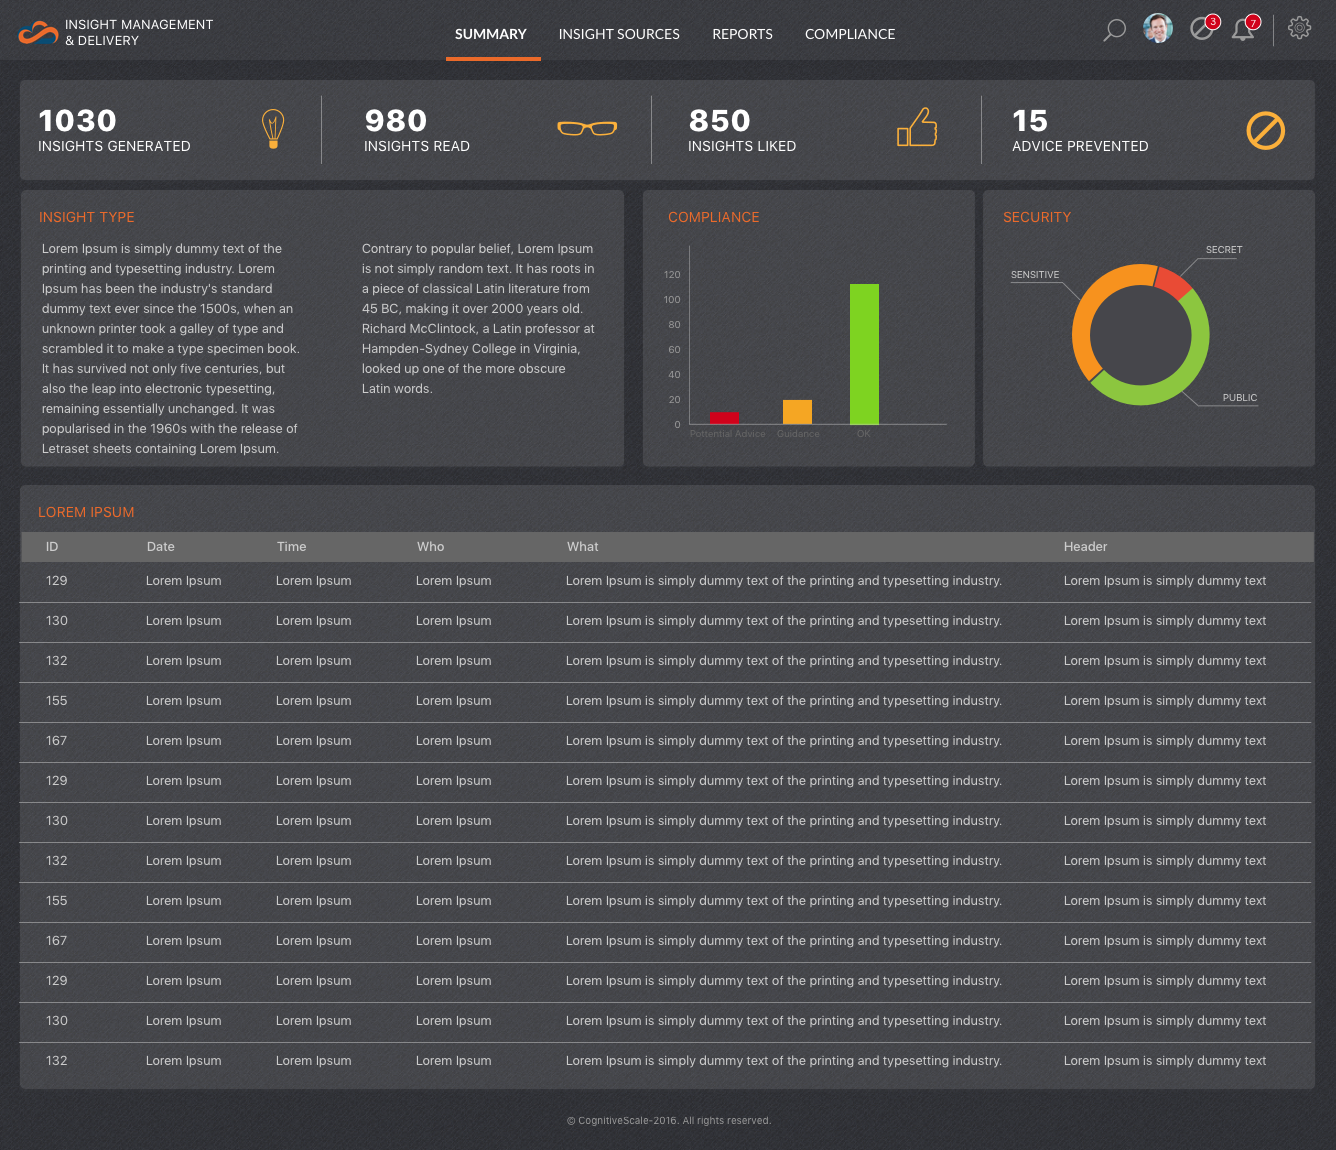 INSIGHT MANAGEMENT
& DELIVERY
SUMMARY
INSIGHT SOURCES
REPORTS
COMPLIANCE
3
7
1030
INSIGHTS GENERATED
980
INSIGHTS READ
850
INSIGHTS LIKED
15
ADVICE PREVENTED
INSIGHT TYPE
Lorem Ipsum is simply dummy text of the
printing and typesetting industry. Lorem
Ipsum has been the industry's standard
dummy text ever since the 1500s, when an
unknown printer took a galley of type and
scrambled it to make a type specimen book.
It has survived not only five centuries, but
also the leap into electronic typesetting,
remaining essentially unchanged. It was
popularised in the 1960s with the release of
Letraset sheets containing Lorem Ipsum.
Contrary to popular belief, Lorem Ipsum
is not simply random text. It has roots in
a piece of classical Latin literature from
45 BC, making it over 2000 years old.
Richard McClintock, a Latin professor at
Hampden-Sydney College in Virginia,
looked up one of the more obscure
Latin words.
COMPLIANCE
120
100
80
60
40
20
0
Pottential Advice
Guidance
OK
SECURITY
SECRET
SENSITIVE
PUBLIC
LOREM IPSUM
ID Date Time Who What Header
129 Lorem Ipsum Lorem Ipsum Lorem Ipsum Lorem Ipsum is simply dummy text of the printing and typesetting industry. Lorem Ipsum is simply dummy text
130 Lorem Ipsum Lorem Ipsum Lorem Ipsum Lorem Ipsum is simply dummy text of the printing and typesetting industry. Lorem Ipsum is simply dummy text
132 Lorem Ipsum Lorem Ipsum Lorem Ipsum Lorem Ipsum is simply dummy text of the printing and typesetting industry. Lorem Ipsum is simply dummy text
155 Lorem Ipsum Lorem Ipsum Lorem Ipsum Lorem Ipsum is simply dummy text of the printing and typesetting industry. Lorem Ipsum is simply dummy text
167 Lorem Ipsum Lorem Ipsum Lorem Ipsum Lorem Ipsum is simply dummy text of the printing and typesetting industry. Lorem Ipsum is simply dummy text
129 Lorem Ipsum Lorem Ipsum Lorem Ipsum Lorem Ipsum is simply dummy text of the printing and typesetting industry. Lorem Ipsum is simply dummy text
130 Lorem Ipsum Lorem Ipsum Lorem Ipsum Lorem Ipsum is simply dummy text of the printing and typesetting industry. Lorem Ipsum is simply dummy text
132 Lorem Ipsum Lorem Ipsum Lorem Ipsum Lorem Ipsum is simply dummy text of the printing and typesetting industry. Lorem Ipsum is simply dummy text
155 Lorem Ipsum Lorem Ipsum Lorem Ipsum Lorem Ipsum is simply dummy text of the printing and typesetting industry. Lorem Ipsum is simply dummy text
167 Lorem Ipsum Lorem Ipsum Lorem Ipsum Lorem Ipsum is simply dummy text of the printing and typesetting industry. Lorem Ipsum is simply dummy text
129 Lorem Ipsum Lorem Ipsum Lorem Ipsum Lorem Ipsum is simply dummy text of the printing and typesetting industry. Lorem Ipsum is simply dummy text
130 Lorem Ipsum Lorem Ipsum Lorem Ipsum Lorem Ipsum is simply dummy text of the printing and typesetting industry. Lorem Ipsum is simply dummy text
132 Lorem Ipsum Lorem Ipsum Lorem Ipsum Lorem Ipsum is simply dummy text of the printing and typesetting industry. Lorem Ipsum is simply dummy text
© CognitiveScale-2016. All rights reserved.